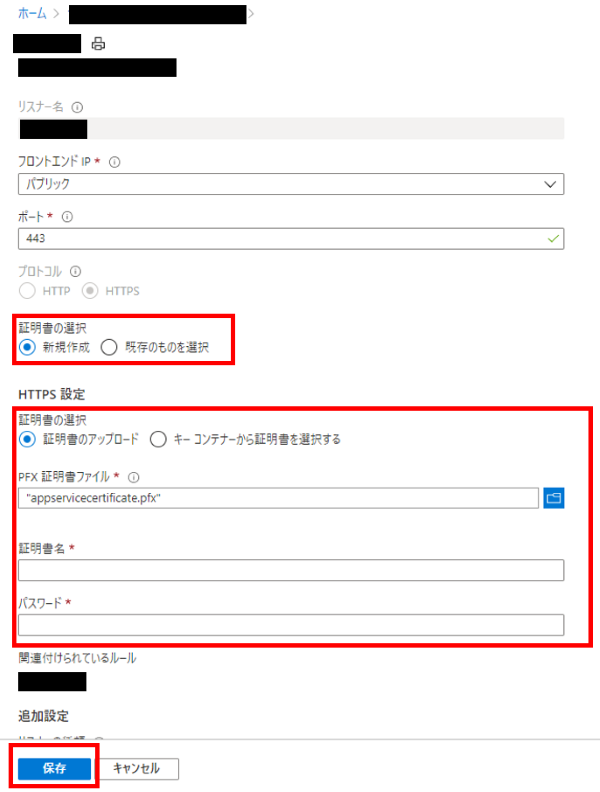 ホーム > >
リスナー名
フロントエンド IP *
パブリック
ポート *
443
プロトコル
HTTP HTTPS
証明書の選択
新規作成 既存のものを選択
HTTPS 設定
証明書の選択
証明書のアップロード キー コンテナーから証明書を選択する
PFX 証明書ファイル *
"appservicecertificate.pfx"
証明書名 *
パスワード *
関連付けられているルール
追加設定
保存 キャンセル